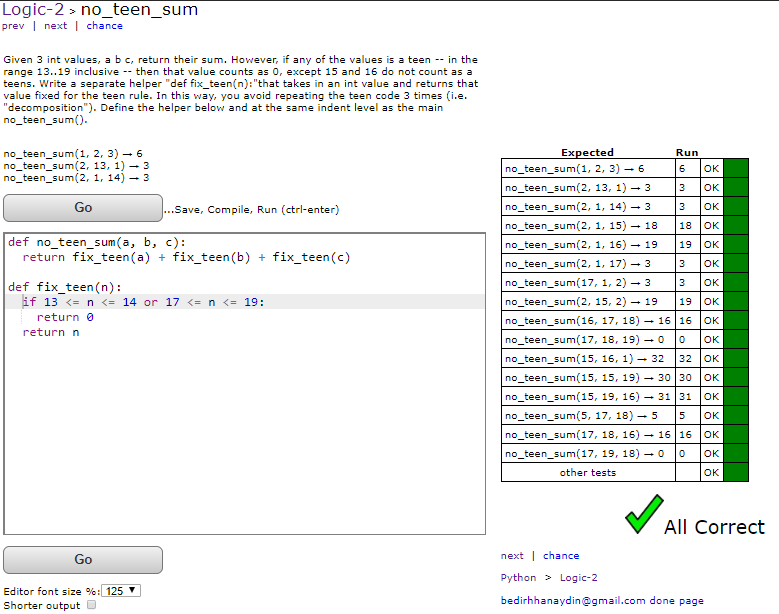 Logic-2 > no_teen_sum
prev | next | chance
Given 3 int values, a b c, return their sum. However, if any of the values is a teen -- in the
range 13..19 inclusive -- then that value counts as 0, except 15 and 16 do not count as a
teens. Write a separate helper "def fix_teen(n):"that takes in an int value and returns that
value fixed for the teen rule. In this way, you avoid repeating the teen code 3 times (i.e.
"decomposition"). Define the helper below and at the same indent level as the main
no_teen_sum().
no_teen_sum(1, 2, 3) → 6
no_teen_sum(2, 13, 1) → 3
no_teen_sum(2, 1, 14) → 3
Go
...Save, Compile, Run (ctrl-enter)
def no_teen_sum(a, b, c):
  return fix_teen(a) + fix_teen(b) + fix_teen(c)
def fix_teen(n):
  if 13 <= n <= 14 or 17 <= n <= 19:
    return 0
  return n
Go
Editor font size %: 125 ▼
Shorter output
Expected Run
no_teen_sum(1, 2, 3) → 6 6 OK
no_teen_sum(2, 13, 1) → 3 3 OK
no_teen_sum(2, 1, 14) → 3 3 OK
no_teen_sum(2, 1, 15) → 18 18 OK
no_teen_sum(2, 1, 16) → 19 19 OK
no_teen_sum(2, 1, 17) → 3 3 OK
no_teen_sum(17, 1, 2) → 3 3 OK
no_teen_sum(2, 15, 2) → 19 19 OK
no_teen_sum(16, 17, 18) → 16 16 OK
no_teen_sum(17, 18, 19) → 0 0 OK
no_teen_sum(15, 16, 1) → 32 32 OK
no_teen_sum(15, 15, 19) → 30 30 OK
no_teen_sum(15, 19, 16) → 31 31 OK
no_teen_sum(5, 17, 18) → 5 5 OK
no_teen_sum(17, 18, 16) → 16 16 OK
no_teen_sum(17, 19, 18) → 0 0 OK
other tests OK
All Correct
next | chance
Python > Logic-2
bedirhhanaydin@gmail.com done page